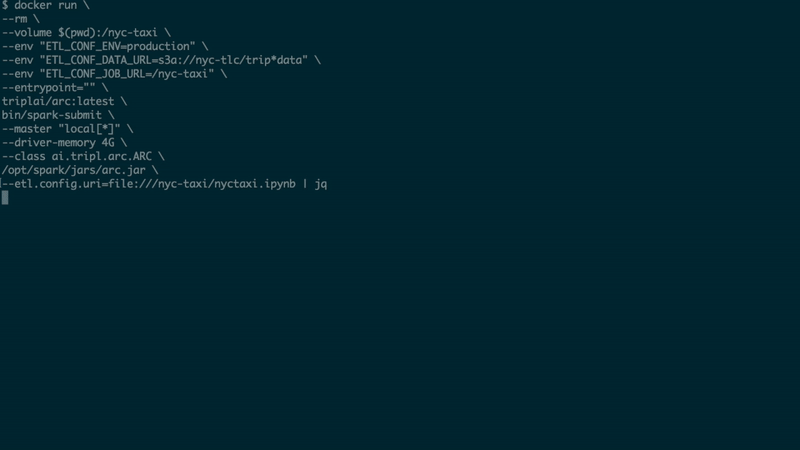 $ docker run \
--rm \
--volume $(pwd):/nyc-taxi \
--env "ETL_CONF_ENV=production" \
--env "ETL_CONF_DATA_URL=s3a://nyc-tlc/trip*data" \
--env "ETL_CONF_JOB_URL=/nyc-taxi" \
--entrypoint="" \
triplai/arc:latest \
bin/spark-submit \
--master "local[*]" \
--driver-memory 4G \
--class ai.tripl.arc.ARC \
/opt/spark/jars/arc.jar \
--etl.config.uri=file:///nyc-taxi/nyctaxi.ipynb | jq